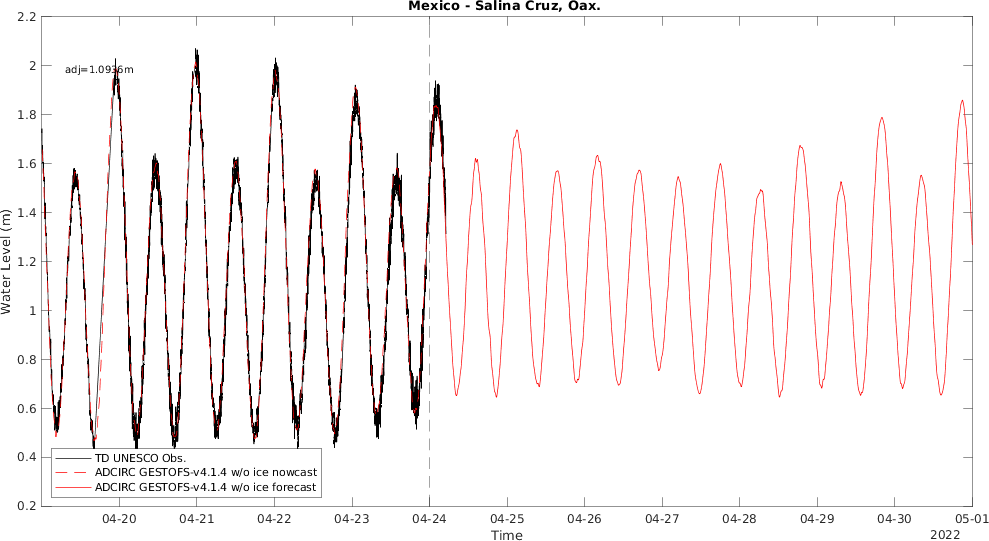 Mexico - Salina Cruz, Oax.
2.2
2
1.8
1.6
1.4
1.2
1
0.8
0.6
0.4
0.2
Water Level (m)
adj=1.0936m
TD UNESCO Obs.
ADCIRC GESTOFS-v4.1.4 w/o ice nowcast
ADCIRC GESTOFS-v4.1.4 w/o ice forecast
04-20 04-21 04-22 04-23 04-24 04-25 04-26 04-27 04-28 04-29 04-30 05-01
Time
2022